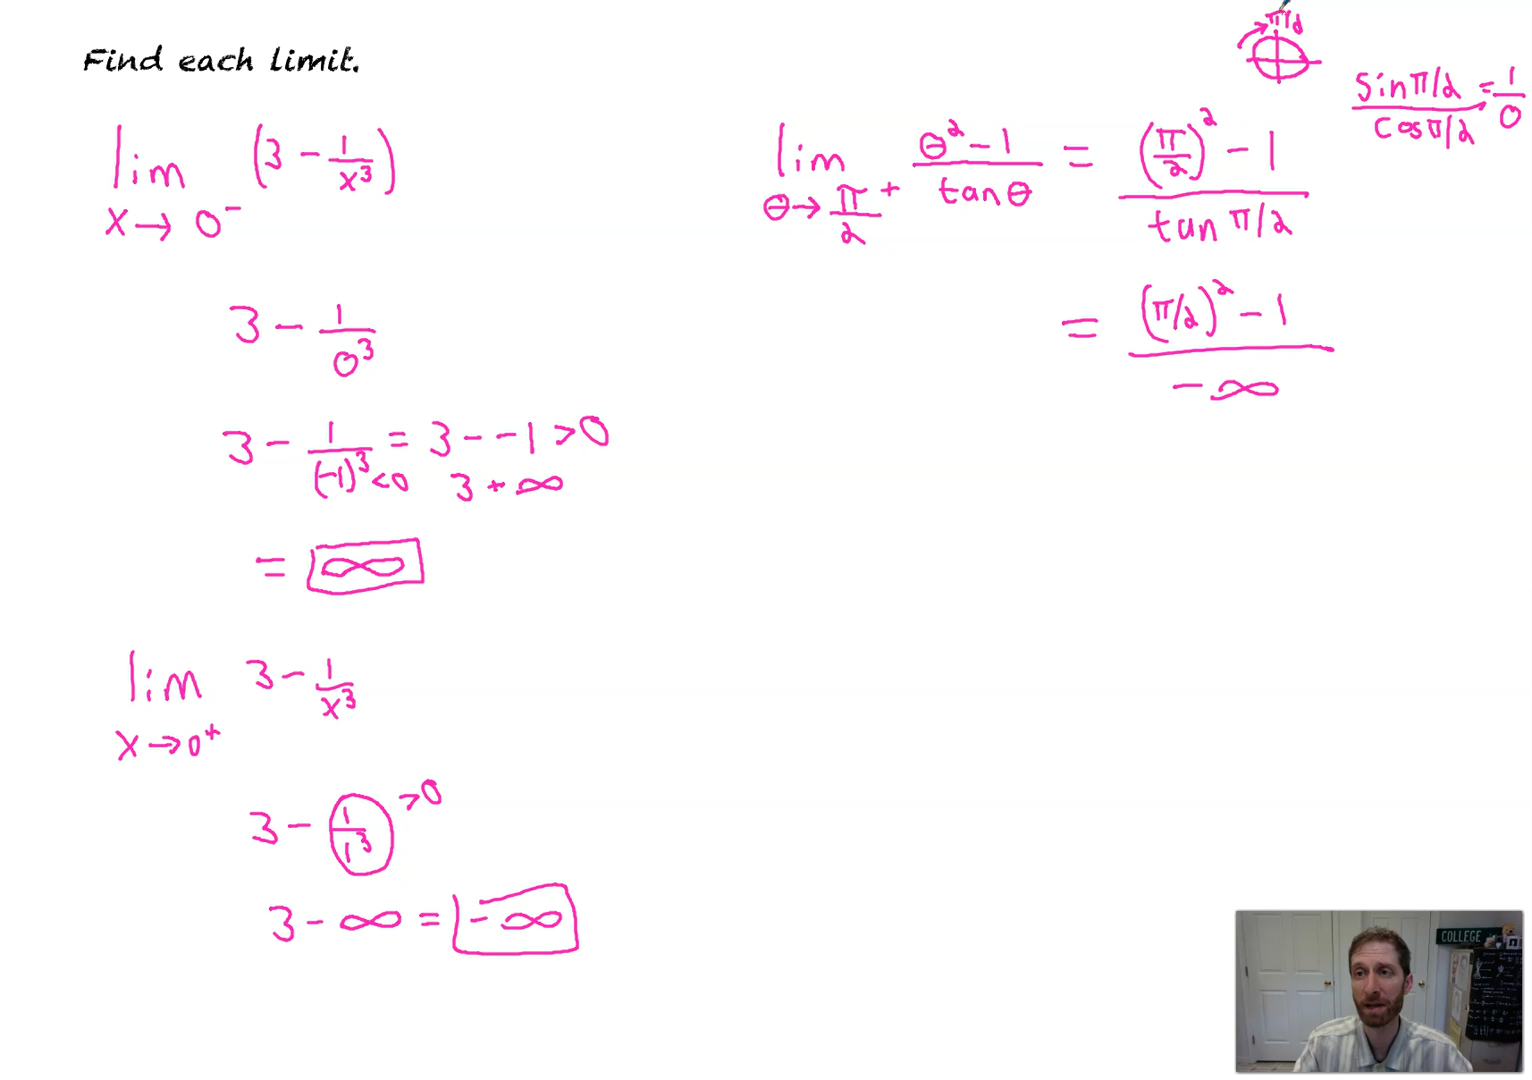 Find each limit.
lim (3 - 1/x³)
x → 0⁻
3 - 1/0³
3 - 1/(-1)³ = 3 - -1 > 0
< 0 3 + ∞
= ∞
lim 3 - 1/x³
x → 0⁺
3 - 1/1³ > 0
3 - ∞ = -∞
π/2
sin π/2 / cos π/2 = 1/0
lim (θ² - 1)/(tan θ) = ((π/2)² - 1)/(tan π/2)
θ → π/2 +
= ((π/2)² - 1)/(-∞)
COLLEGE